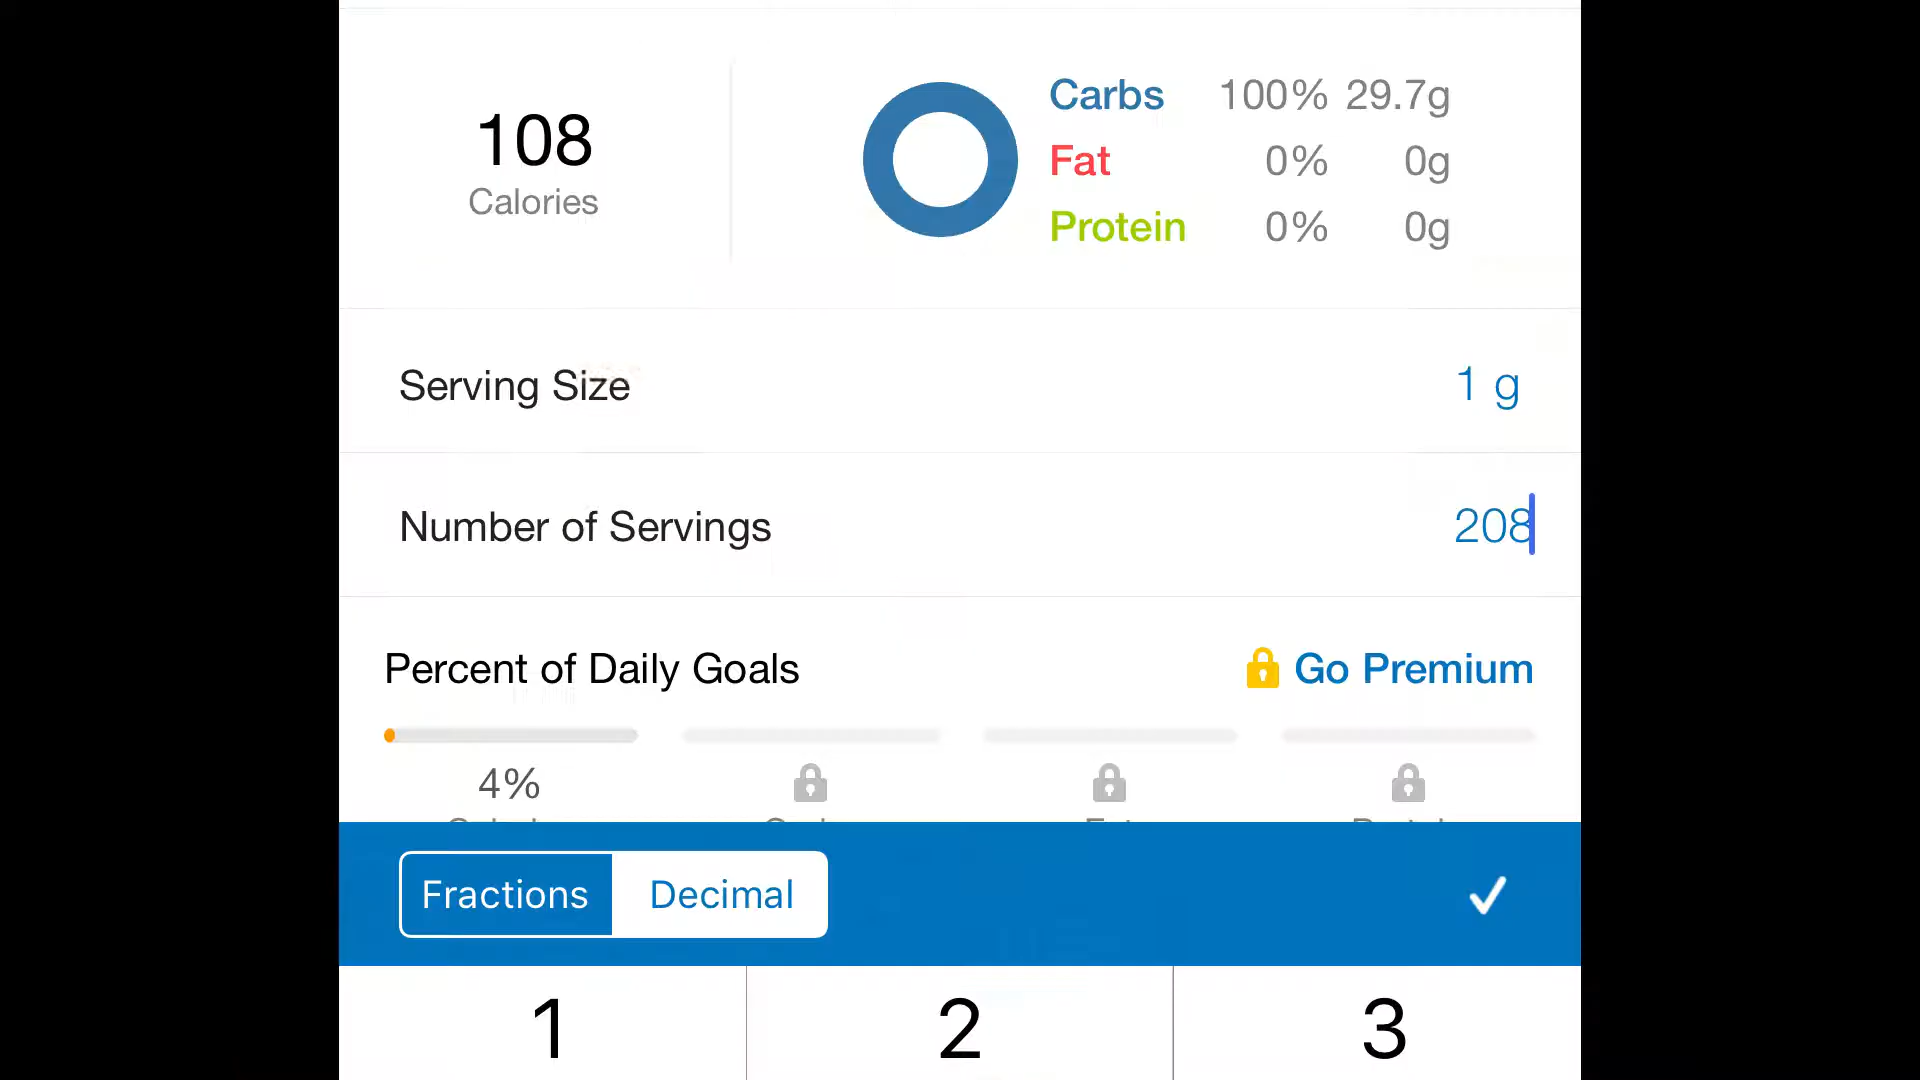 108
Calories
Carbs 100% 29.7g
Fat 0% 0g
Protein 0% 0g
Serving Size 1 g
Number of Servings 208
Percent of Daily Goals Go Premium
4%
Fractions Decimal
1 2 3